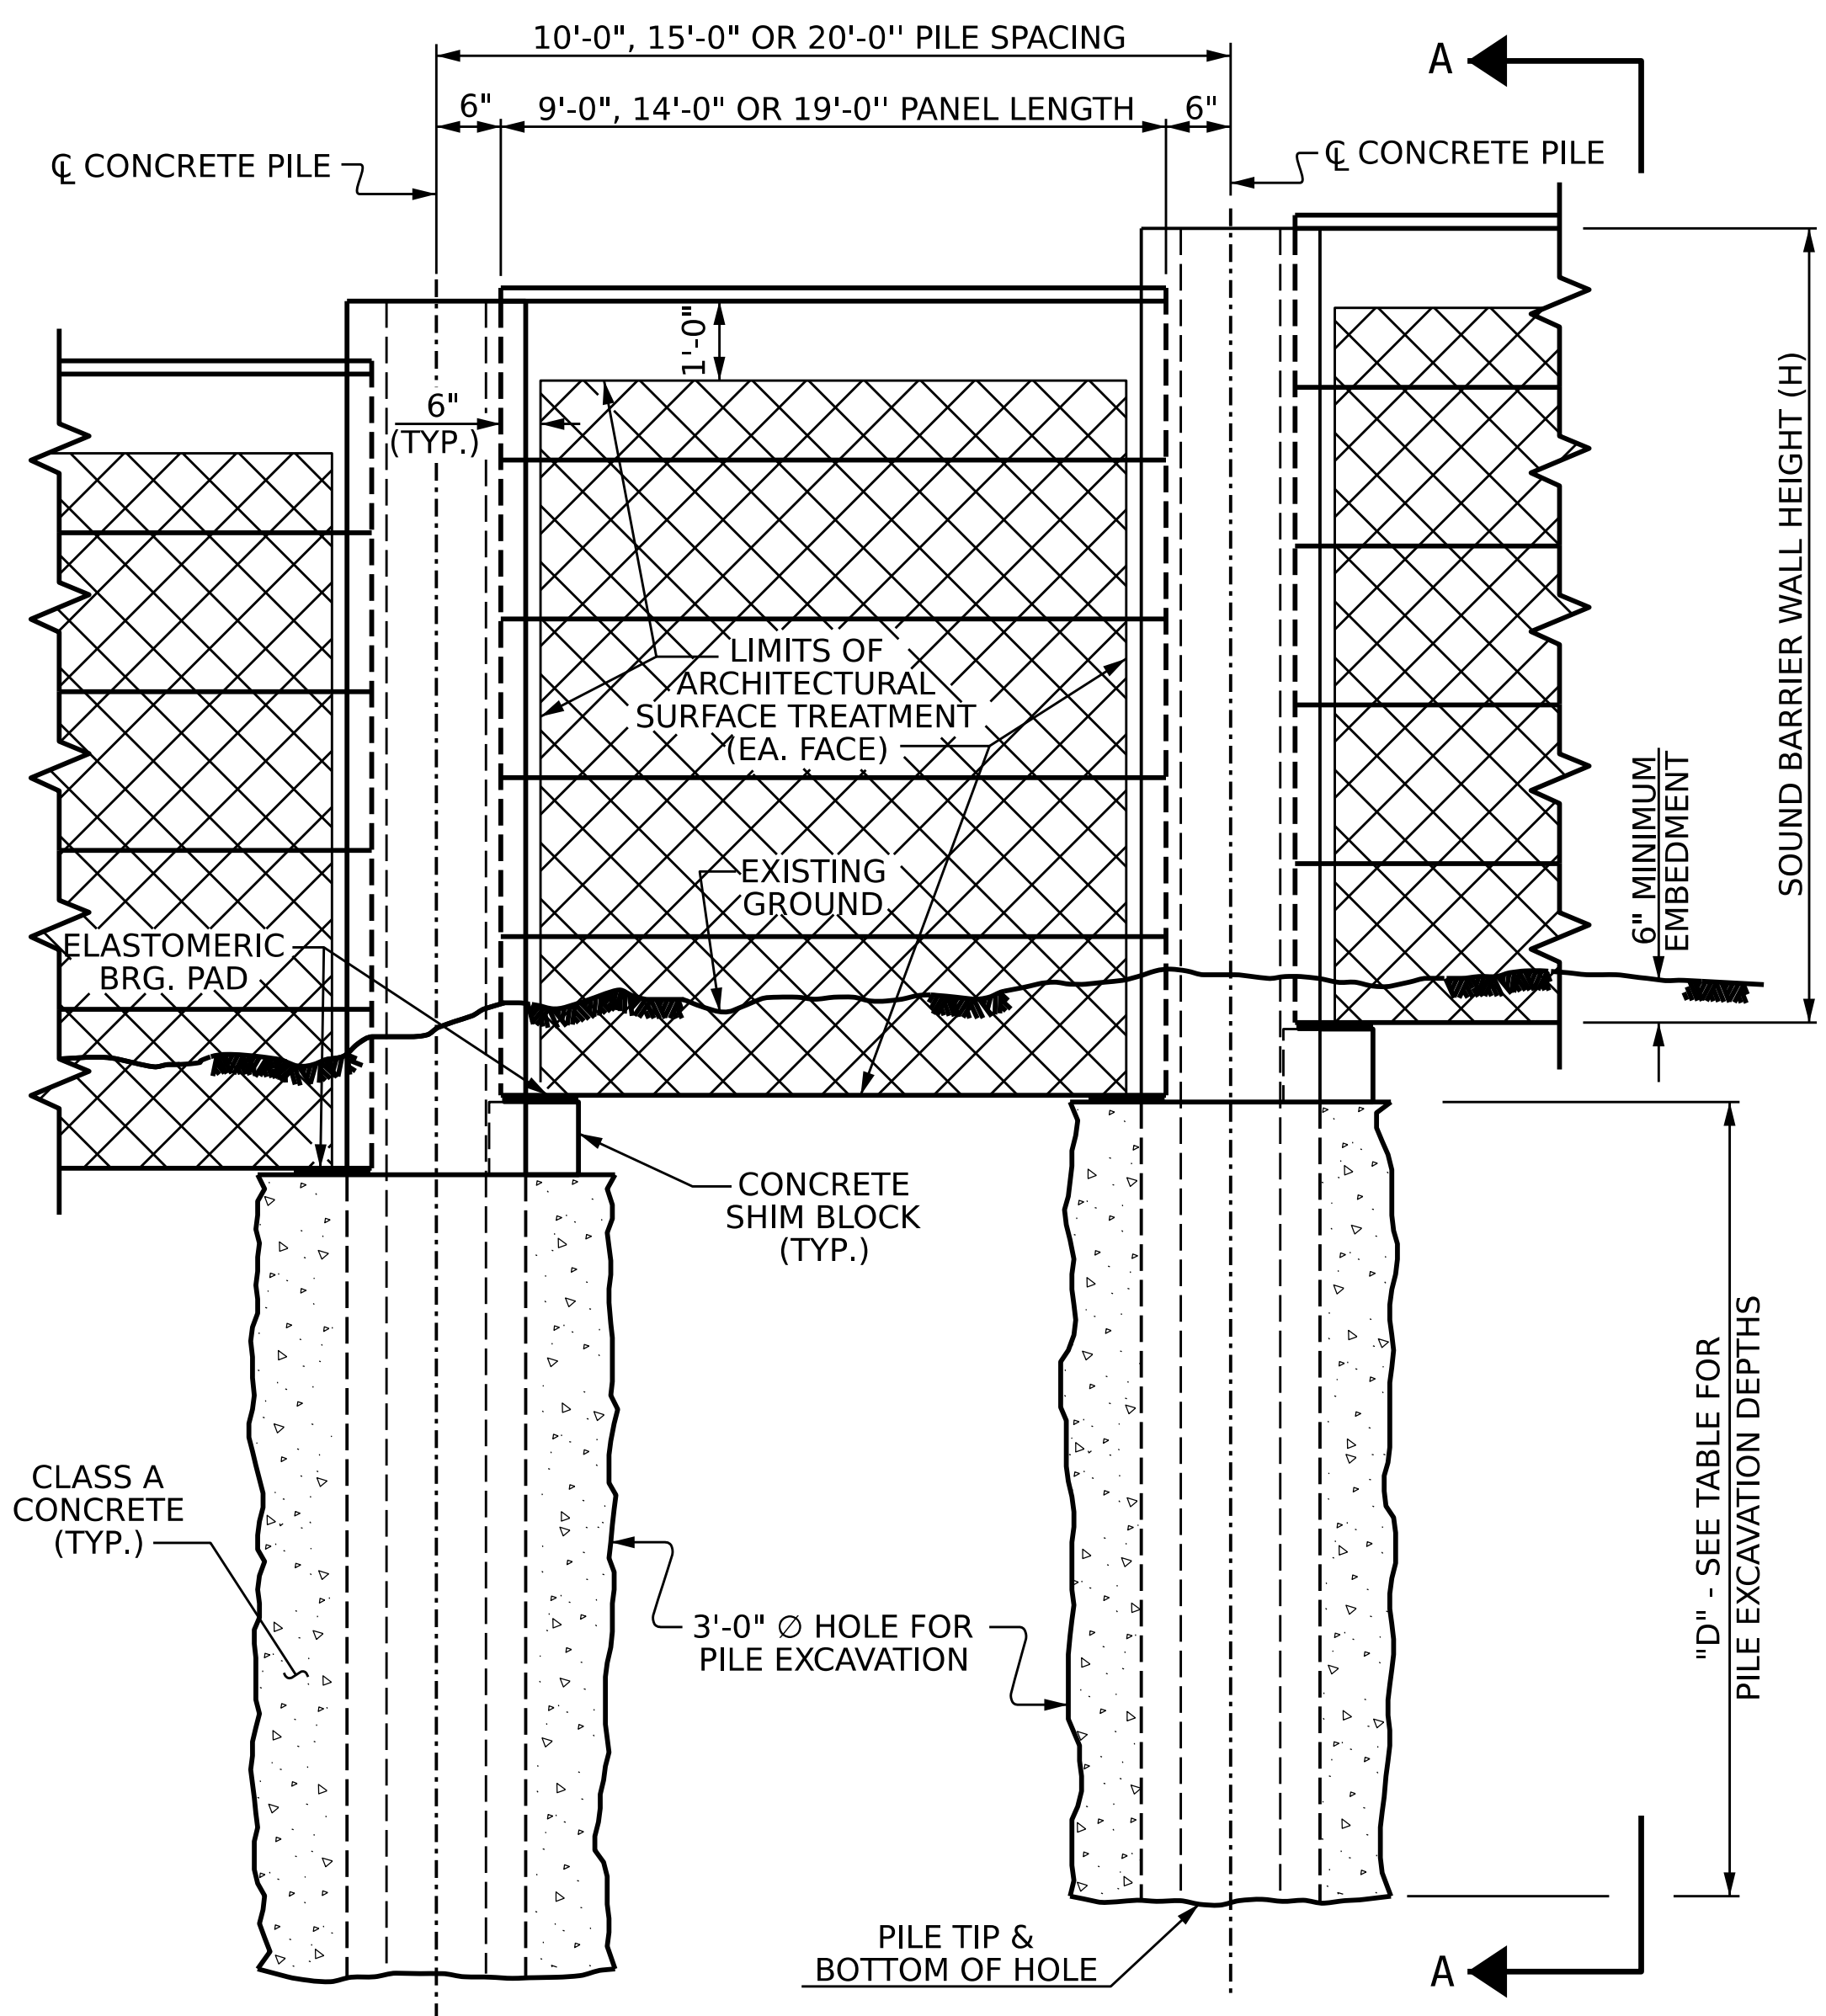 10'-0", 15'-0" OR 20'-0'' PILE SPACING
A
6"
9'-0", 14'-0" OR 19'-0'' PANEL LENGTH
6"
℄ CONCRETE PILE
℄ CONCRETE PILE
1'-0"
6"
(TYP.)
SOUND BARRIER WALL HEIGHT (H)
LIMITS OF
ARCHITECTURAL
SURFACE TREATMENT
(EA. FACE)
6" MINIMUM
EMBEDMENT
EXISTING
GROUND
ELASTOMERIC
BRG. PAD
CONCRETE
SHIM BLOCK
(TYP.)
"D" - SEE TABLE FOR
PILE EXCAVATION DEPTHS
CLASS A
CONCRETE
(TYP.)
3'-0" ∅ HOLE FOR
PILE EXCAVATION
PILE TIP &
BOTTOM OF HOLE
A